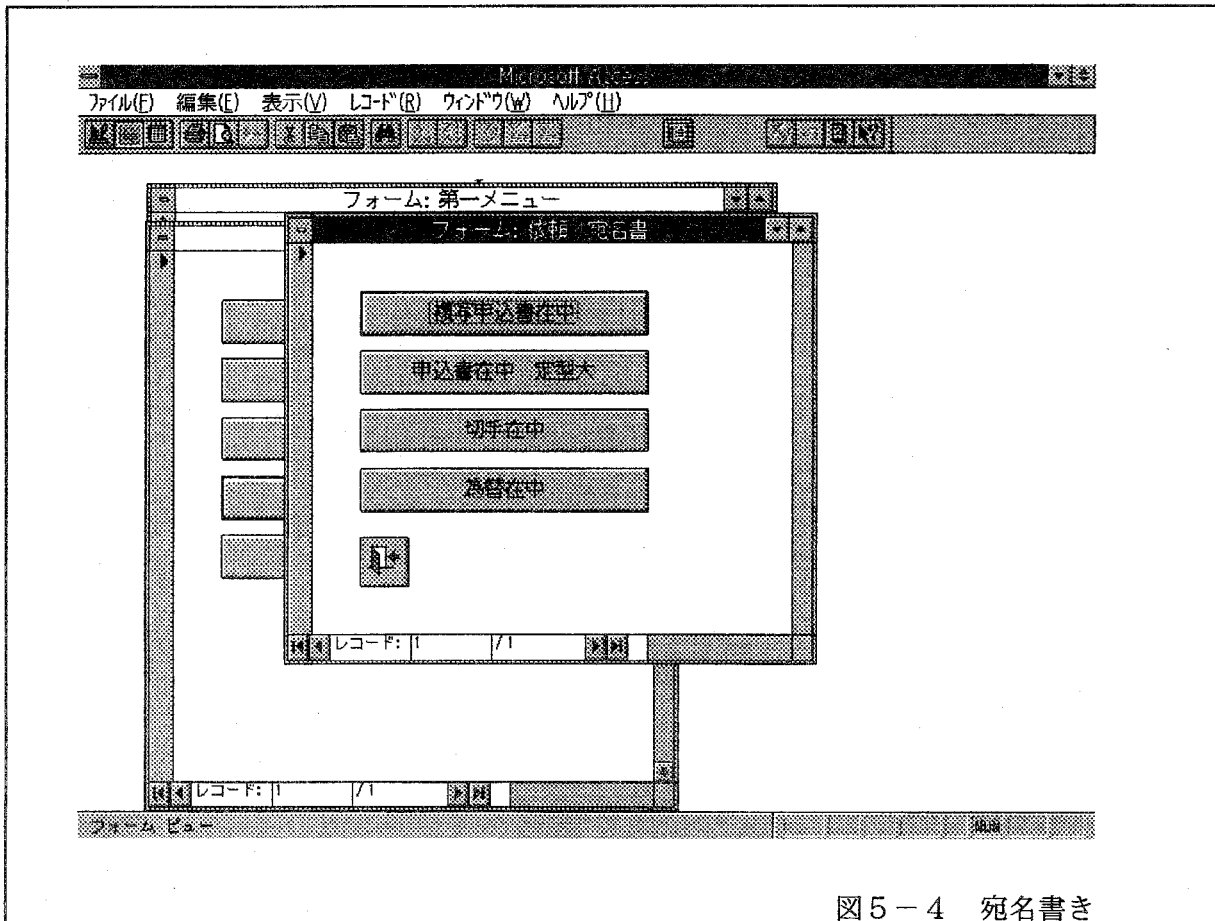 Microsoft Access
ファイル(F) 編集(E) 表示(V) レコード(R) ウィンドウ(W) ヘルプ(H)
フォーム: 第一メニュー
フォーム: 依頼 宛名書
複写申込書在中
申込書在中 定型大
切手在中
為替在中
レコード: 1 /1
レコード: 1 /1
フォーム ビュー
NUM
図5-4 宛名書き